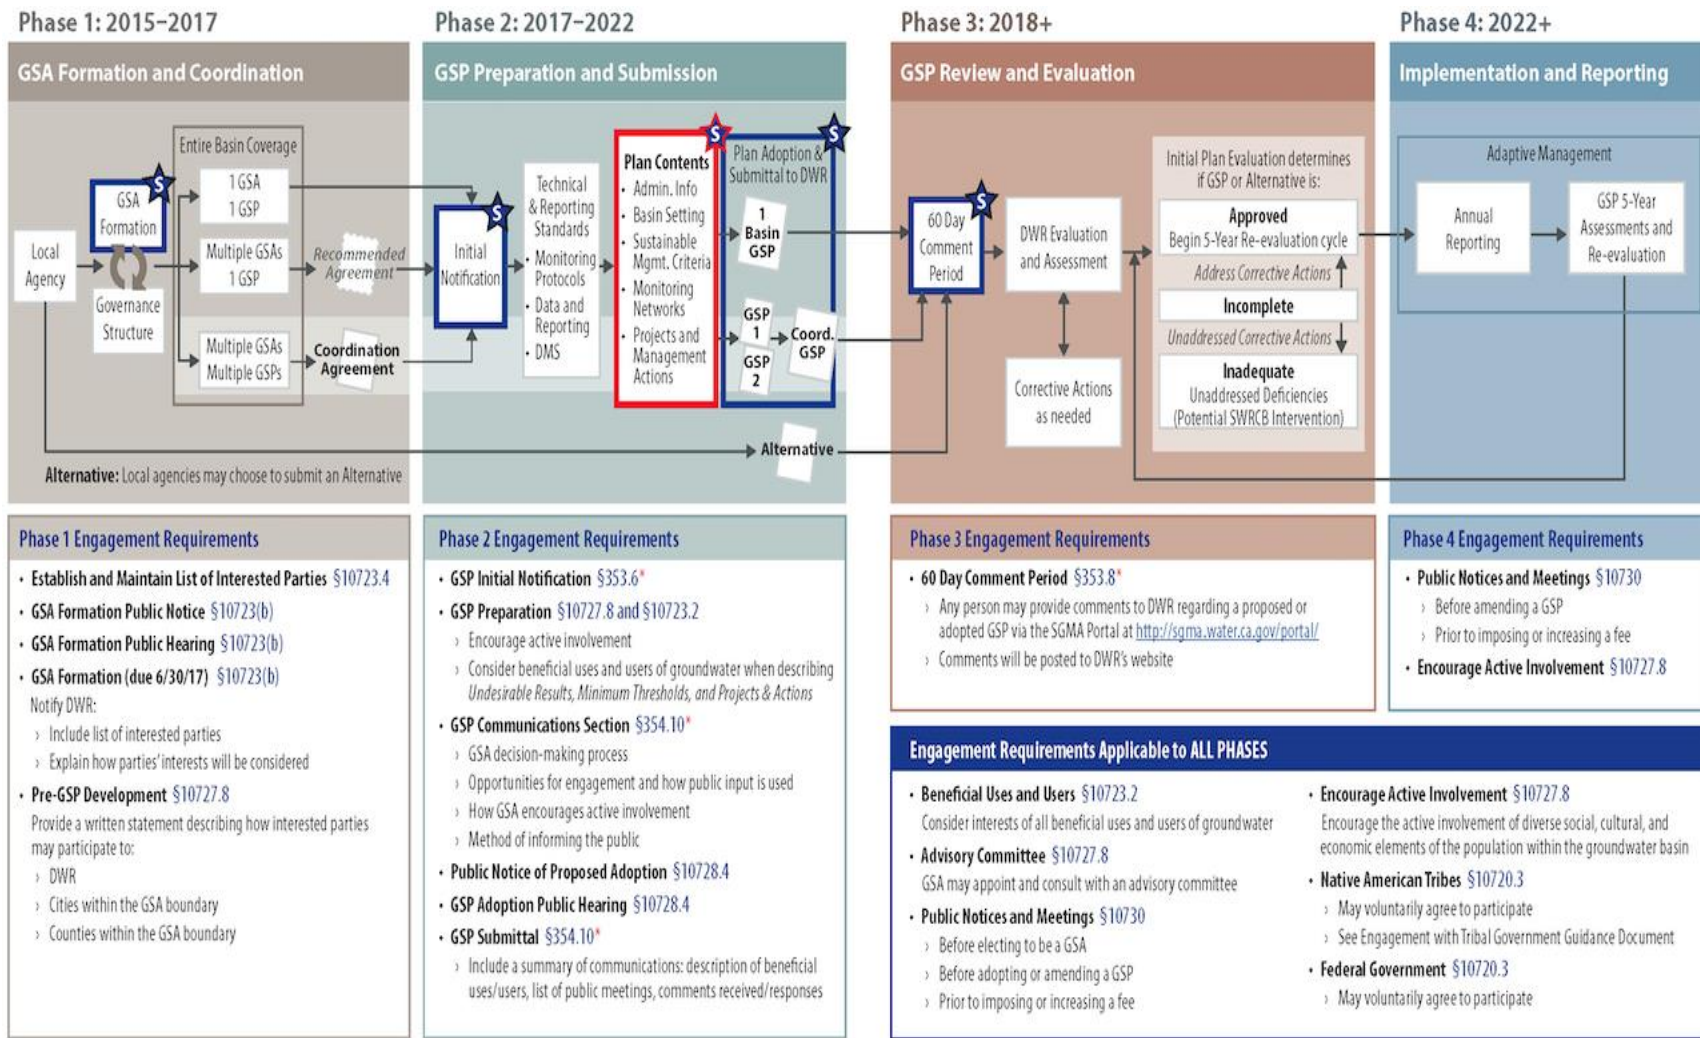 Phase 1: 2015–2017
GSA Formation and Coordination
Local
Agency
GSA
Formation
S
Governance
Structure
Entire Basin Coverage
1 GSA
1 GSP
Multiple GSAs
1 GSP
Multiple GSAs
Multiple GSPs
Recommended
Agreement
Coordination
Agreement
Alternative: Local agencies may choose to submit an Alternative
Phase 2: 2017–2022
GSP Preparation and Submission
S
Initial
Notification
Technical
& Reporting
Standards
• Monitoring
Protocols
• Data and
Reporting
• DMS
S
Plan Contents
• Admin. Info
• Basin Setting
• Sustainable
Mgmt. Criteria
• Monitoring
Networks
• Projects and
Management
Actions
S
Plan Adoption &
Submittal to DWR
1
Basin
GSP
GSP
1
GSP
2
Coord.
GSP
Alternative
Phase 3: 2018+
GSP Review and Evaluation
S
60 Day
Comment
Period
DWR Evaluation
and Assessment
Corrective Actions
as needed
Initial Plan Evaluation determines
if GSP or Alternative is:
Approved
Begin 5-Year Re-evaluation cycle
Address Corrective Actions
Incomplete
Unaddressed Corrective Actions
Inadequate
Unaddressed Deficiencies
(Potential SWRCB Intervention)
Phase 4: 2022+
Implementation and Reporting
Adaptive Management
Annual
Reporting
GSP 5-Year
Assessments and
Re-evaluation
Phase 1 Engagement Requirements
• Establish and Maintain List of Interested Parties §10723.4
• GSA Formation Public Notice §10723(b)
• GSA Formation Public Hearing §10723(b)
• GSA Formation (due 6/30/17) §10723(b)
Notify DWR:
› Include list of interested parties
› Explain how parties' interests will be considered
• Pre-GSP Development §10727.8
Provide a written statement describing how interested parties
may participate to:
› DWR
› Cities within the GSA boundary
› Counties within the GSA boundary
Phase 2 Engagement Requirements
• GSP Initial Notification §353.6*
• GSP Preparation §10727.8 and §10723.2
› Encourage active involvement
› Consider beneficial uses and users of groundwater when describing
Undesirable Results, Minimum Thresholds, and Projects & Actions
• GSP Communications Section §354.10*
› GSA decision-making process
› Opportunities for engagement and how public input is used
› How GSA encourages active involvement
› Method of informing the public
• Public Notice of Proposed Adoption §10728.4
• GSP Adoption Public Hearing §10728.4
• GSP Submittal §354.10*
› Include a summary of communications: description of beneficial
uses/users, list of public meetings, comments received/responses
Phase 3 Engagement Requirements
• 60 Day Comment Period §353.8*
› Any person may provide comments to DWR regarding a proposed or
adopted GSP via the SGMA Portal at http://sgma.water.ca.gov/portal/
› Comments will be posted to DWR's website
Phase 4 Engagement Requirements
• Public Notices and Meetings §10730
› Before amending a GSP
› Prior to imposing or increasing a fee
• Encourage Active Involvement §10727.8
Engagement Requirements Applicable to ALL PHASES
• Beneficial Uses and Users §10723.2
Consider interests of all beneficial uses and users of groundwater
• Advisory Committee §10727.8
GSA may appoint and consult with an advisory committee
• Public Notices and Meetings §10730
› Before electing to be a GSA
› Before adopting or amending a GSP
› Prior to imposing or increasing a fee
• Encourage Active Involvement §10727.8
Encourage the active involvement of diverse social, cultural, and
economic elements of the population within the groundwater basin
• Native American Tribes §10720.3
› May voluntarily agree to participate
› See Engagement with Tribal Government Guidance Document
• Federal Government §10720.3
› May voluntarily agree to participate